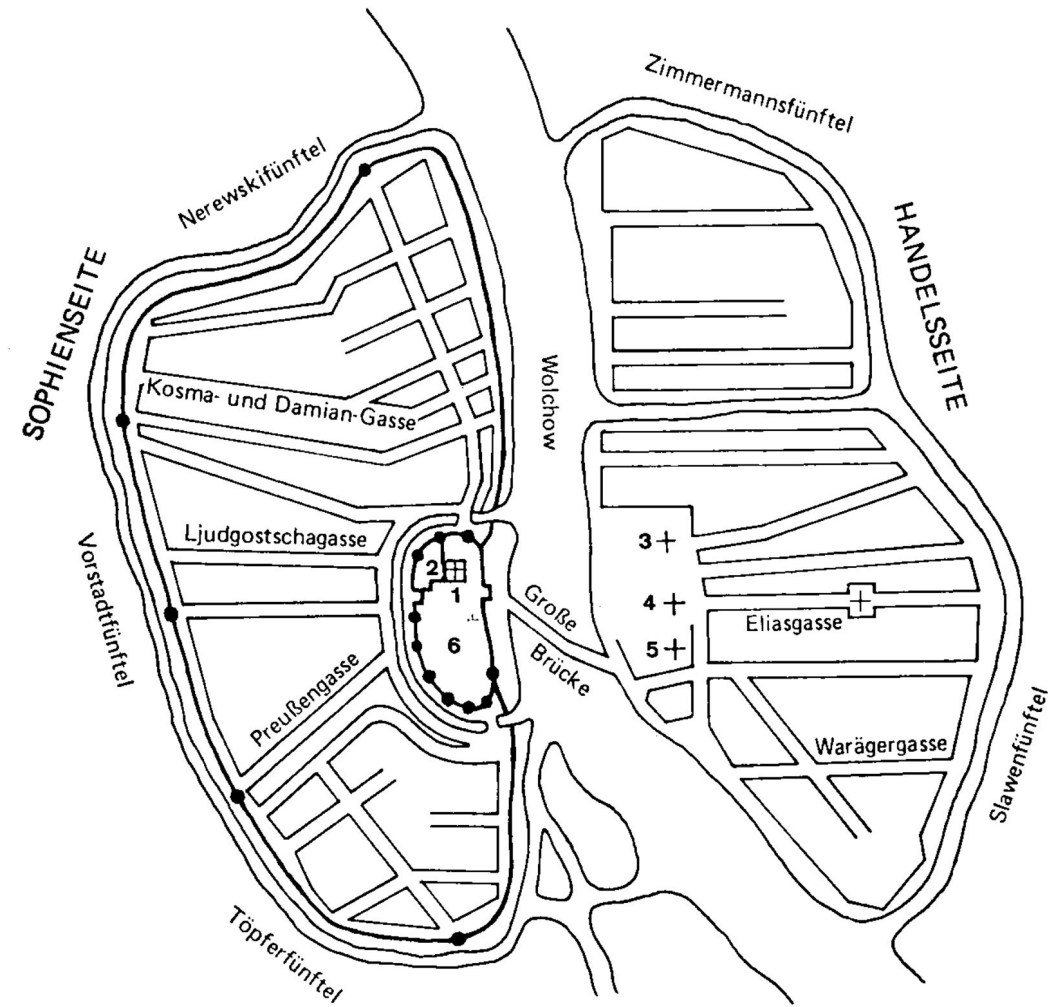 Zimmermannsfünftel
Nerewskifünftel
HANDELSSEITE
SOPHIENSEITE
Wolchow
Kosma- und Damian-Gasse
Ljudgostschagasse
Vorstadtfünftel
3
2
1
4
Große
Brücke
Eliasgasse
5
6
Preußengasse
Warägergasse
Slawenfünftel
Töpferfünftel